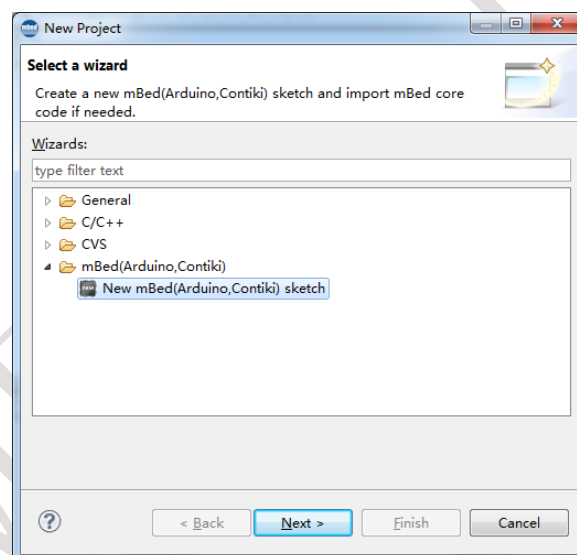 mbed New Project
Select a wizard
Create a new mBed(Arduino,Contiki) sketch and import mBed core
code if needed.
Wizards:
type filter text
General
C/C++
CVS
mBed(Arduino,Contiki)
New mBed(Arduino,Contiki) sketch
?
< Back Next > Finish Cancel